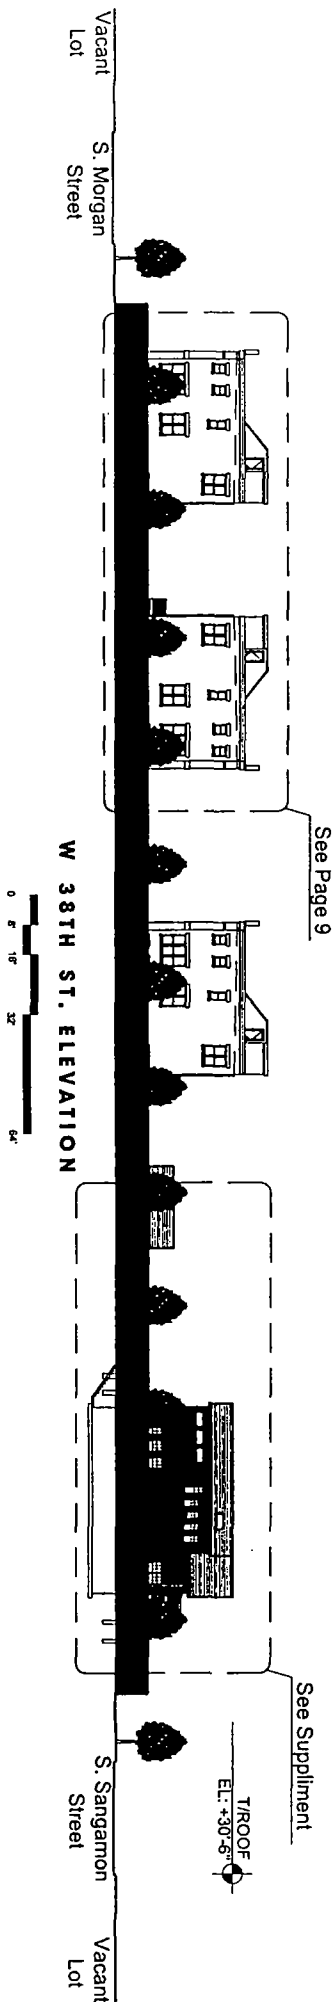 Vacant
Lot
S. Morgan
Street
See Page 9
W 38TH ST. ELEVATION
0 8' 16' 32' 64'
See Suppliment
T/ROOF
EL: +30'-6"
S. Sangamon
Street
Vacant
Lot